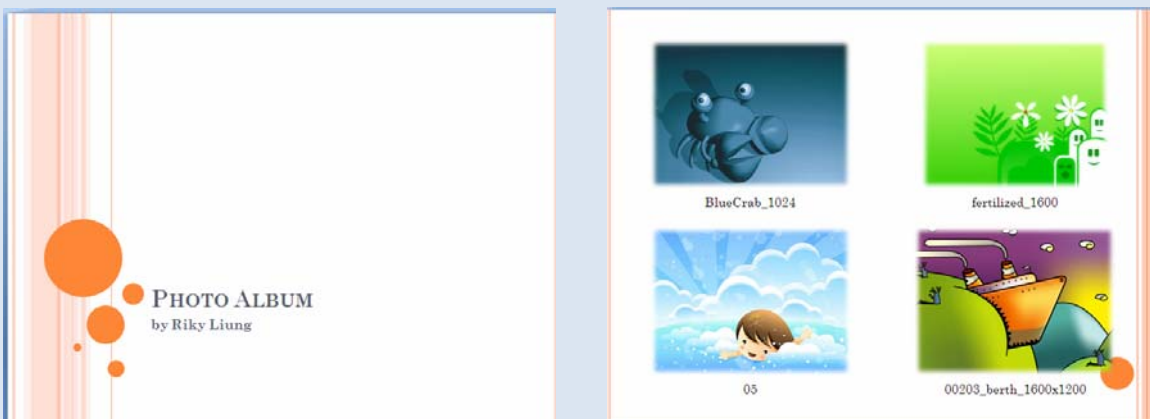 PHOTO ALBUM
by Riky Liung
BlueCrab_1024
fertilized_1600
05
00203_berth_1600x1200